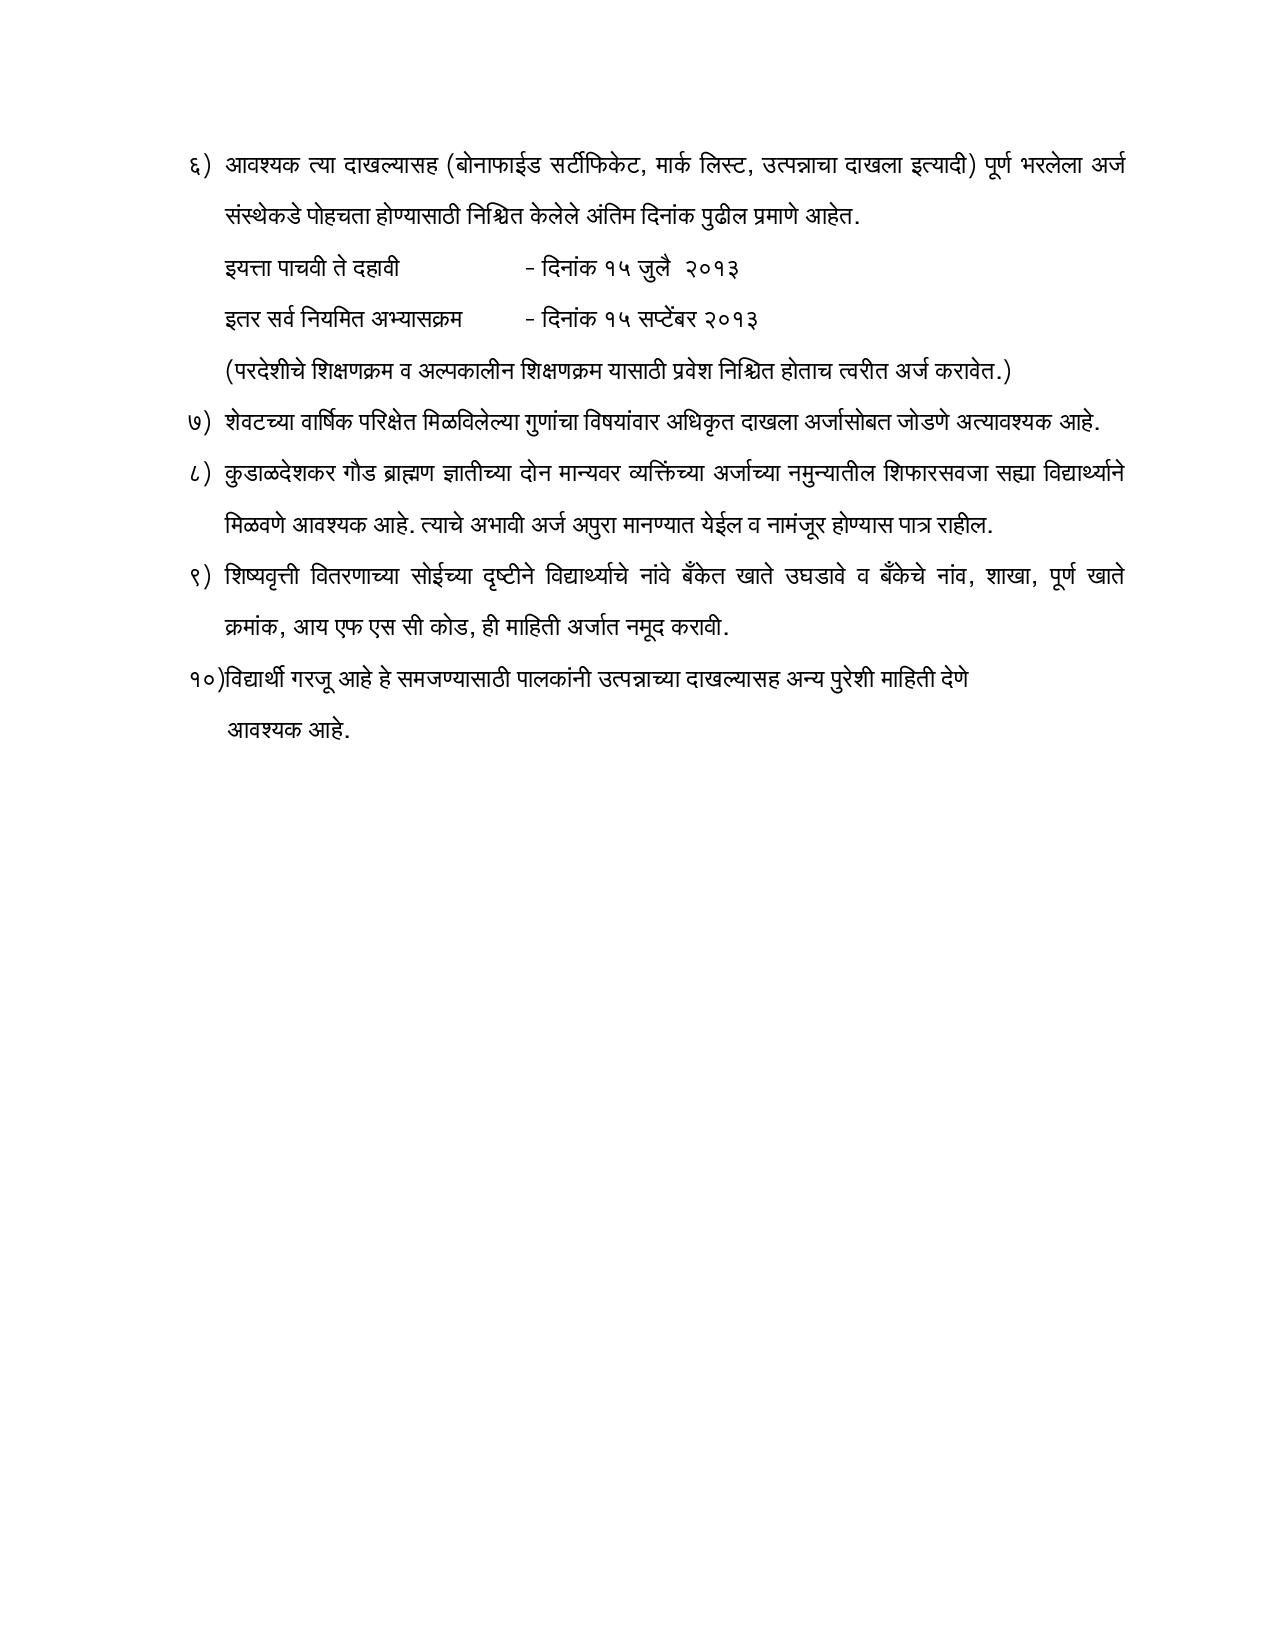 ६) आवश्यक त्या दाखल्यासह (बोनाफाईड सर्टीफिकेट, मार्क लिस्ट, उत्पन्नाचा दाखला इत्यादी) पूर्ण भरलेला अर्ज
संस्थेकडे पोहचता होण्यासाठी निश्चित केलेले अंतिम दिनांक पुढील प्रमाणे आहेत.
इयत्ता पाचवी ते दहावी - दिनांक १५ जुलै २०१३
इतर सर्व नियमित अभ्यासक्रम - दिनांक १५ सप्टेंबर २०१३
(परदेशीचे शिक्षणक्रम व अल्पकालीन शिक्षणक्रम यासाठी प्रवेश निश्चित होताच त्वरीत अर्ज करावेत.)
७) शेवटच्या वार्षिक परिक्षेत मिळविलेल्या गुणांचा विषयांवार अधिकृत दाखला अर्जासोबत जोडणे अत्यावश्यक आहे.
८) कुडाळदेशकर गौड ब्राह्मण ज्ञातीच्या दोन मान्यवर व्यक्तिंच्या अर्जाच्या नमुन्यातील शिफारसवजा सह्या विद्यार्थ्याने
मिळवणे आवश्यक आहे. त्याचे अभावी अर्ज अपुरा मानण्यात येईल व नामंजूर होण्यास पात्र राहील.
९) शिष्यवृत्ती वितरणाच्या सोईच्या दृष्टीने विद्यार्थ्याचे नांवे बँकेत खाते उघडावे व बँकेचे नांव, शाखा, पूर्ण खाते
क्रमांक, आय एफ एस सी कोड, ही माहिती अर्जात नमूद करावी.
१०)विद्यार्थी गरजू आहे हे समजण्यासाठी पालकांनी उत्पन्नाच्या दाखल्यासह अन्य पुरेशी माहिती देणे
आवश्यक आहे.